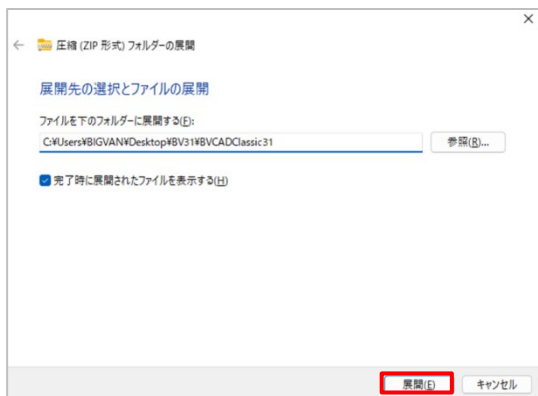 圧縮 (ZIP 形式) フォルダーの展開
展開先の選択とファイルの展開
ファイルを下のフォルダーに展開する(F):
C:¥Users¥BIGVAN¥Desktop¥BV31¥BVCADClassic31
参照(R)...
完了時に展開されたファイルを表示する(H)
展開(E)
キャンセル